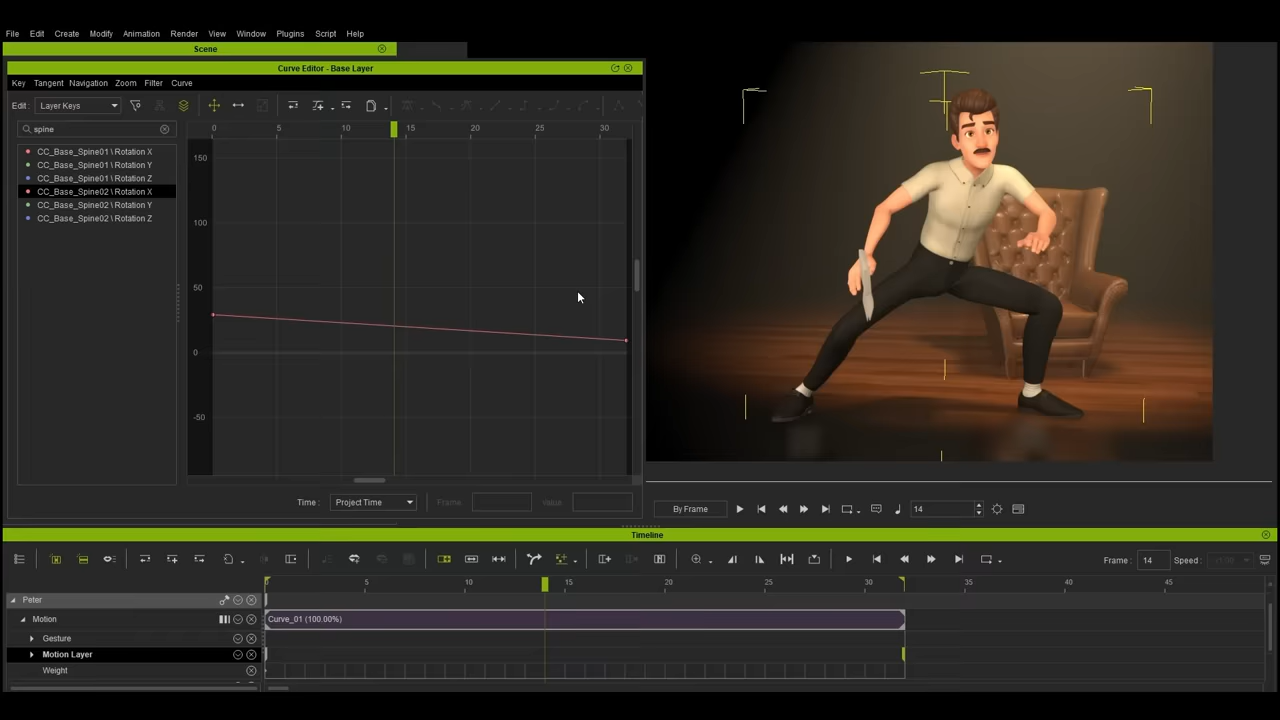 File Edit Create Modify Animation Render View Window Plugins Script Help
Scene
Curve Editor - Base Layer
Key Tangent Navigation Zoom Filter Curve
Edit : Layer Keys
spine
0 5 10 15 20 25 30
CC_Base_Spine01 \ Rotation X
CC_Base_Spine01 \ Rotation Y
CC_Base_Spine01 \ Rotation Z
CC_Base_Spine02 \ Rotation X
CC_Base_Spine02 \ Rotation Y
CC_Base_Spine02 \ Rotation Z
150
100
50
0
-50
Time : Project Time Frame Value
By Frame 14
Timeline
Frame : 14 Speed :
0 5 10 15 20 25 30 35 40 45
Peter
Motion
Curve_01 (100.00%)
Gesture
Motion Layer
Weight